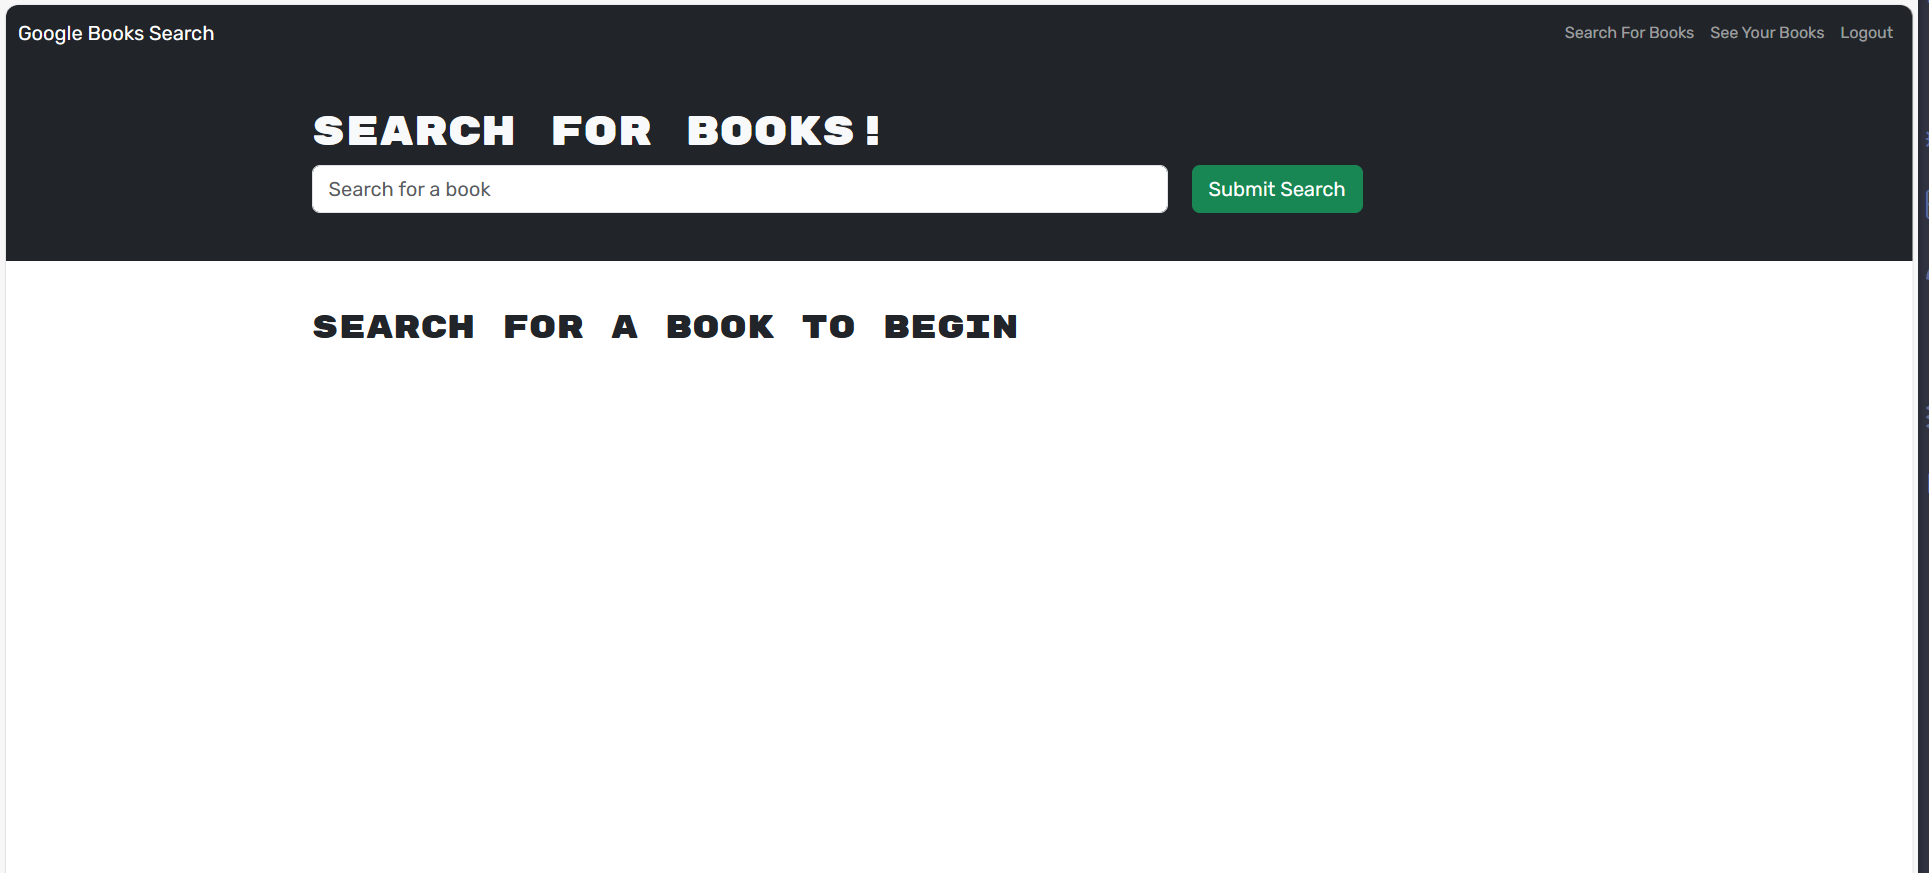 Google Books Search
Search For Books See Your Books Logout
SEARCH FOR BOOKS!
Search for a book
Submit Search
SEARCH FOR A BOOK TO BEGIN